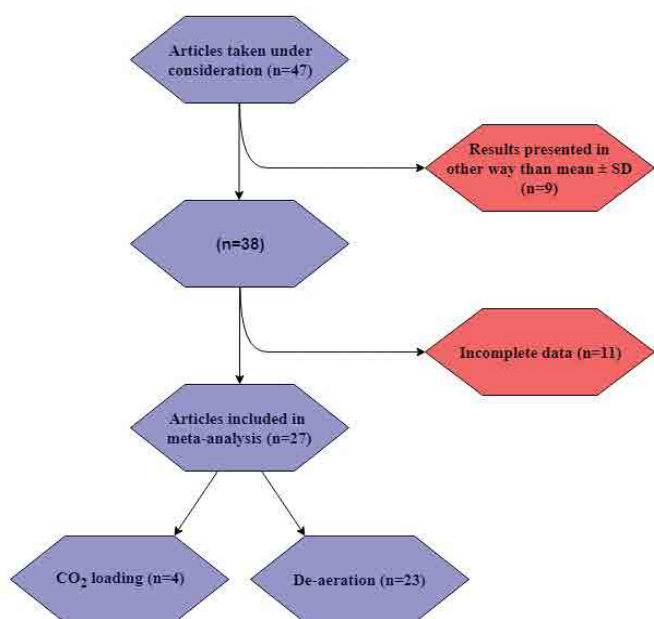 Articles taken under
consideration (n=47)
Results presented in
other way than mean ± SD
(n=9)
(n=38)
Incomplete data (n=11)
Articles included in
meta-analysis (n=27)
CO₂ loading (n=4)
De-aeration (n=23)